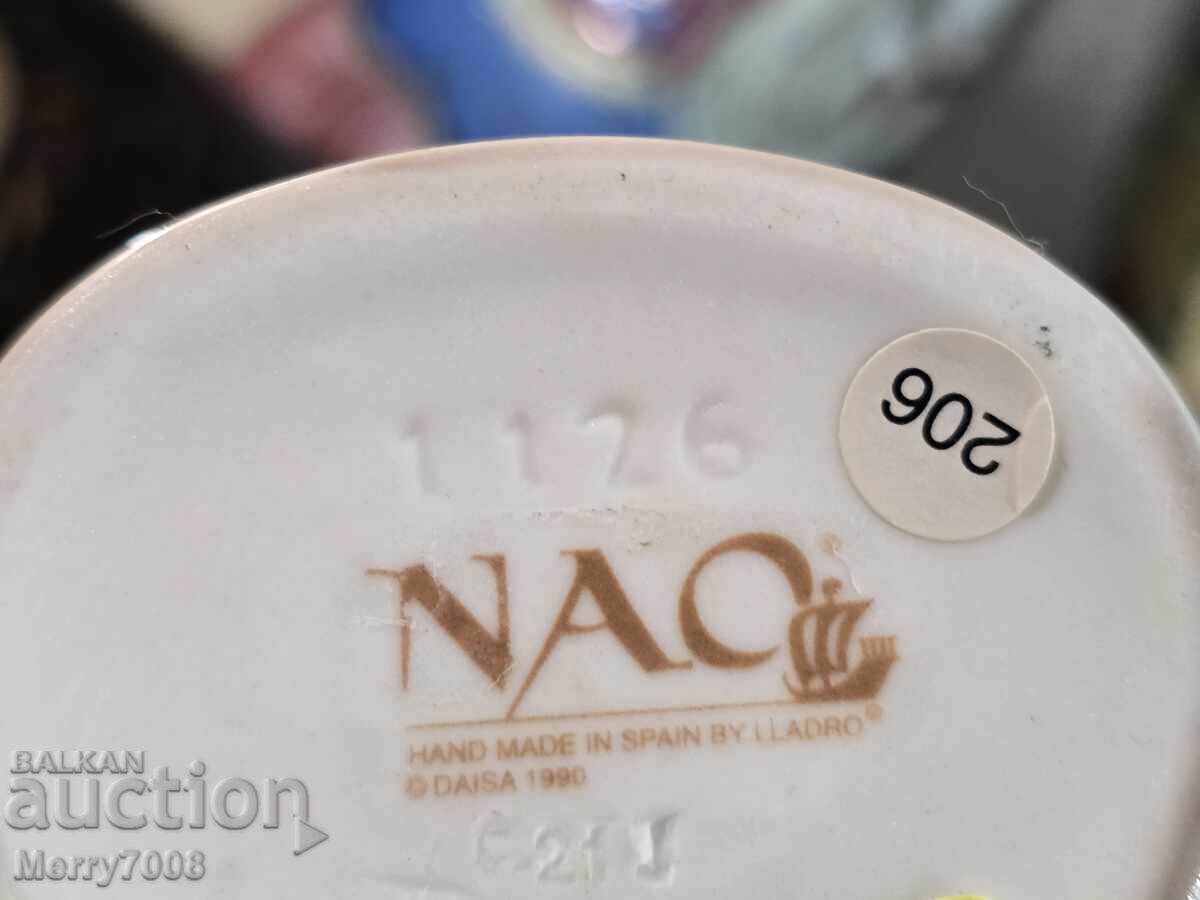 1126
206
NAO
HAND MADE IN SPAIN BY LLADRO®
© DAISA 1990
BALKAN
auction
Merry7008